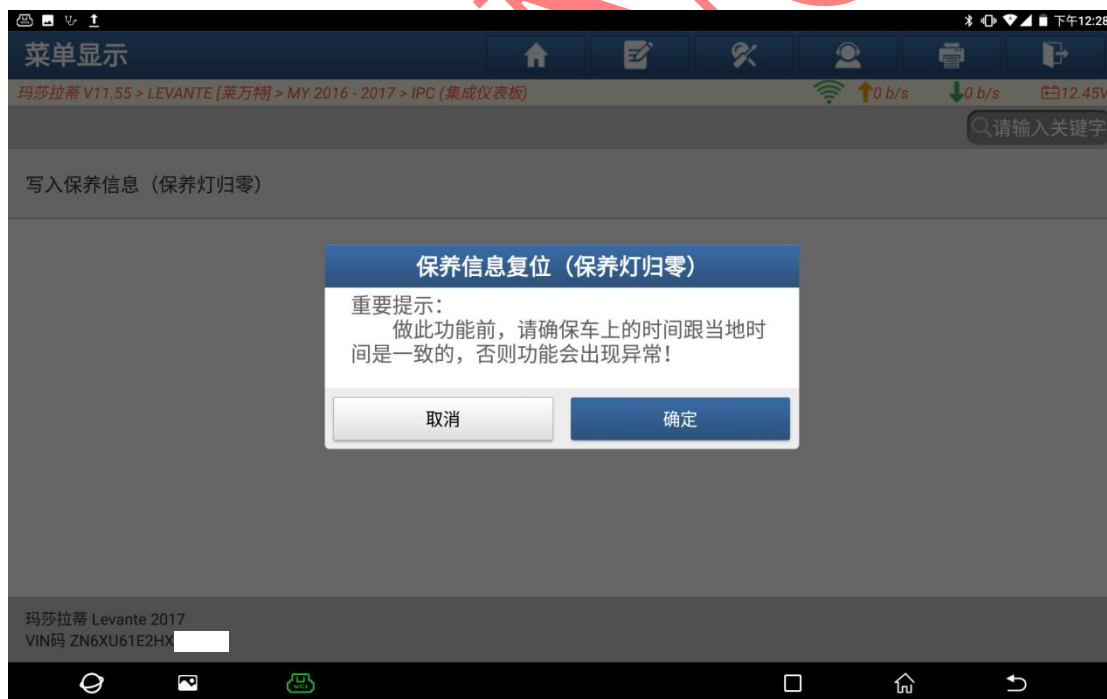 下午12:28
菜单显示
玛莎拉蒂 V11.55 > LEVANTE [莱万特] > MY 2016 - 2017 > IPC (集成仪表板) 0 b/s 0 b/s 12.45V
请输入关键字
写入保养信息（保养灯归零）
保养信息复位（保养灯归零）
重要提示：
做此功能前，请确保车上的时间跟当地时
间是一致的，否则功能会出现异常！
取消 确定
玛莎拉蒂 Levante 2017
VIN码 ZN6XU61E2HX
VCI